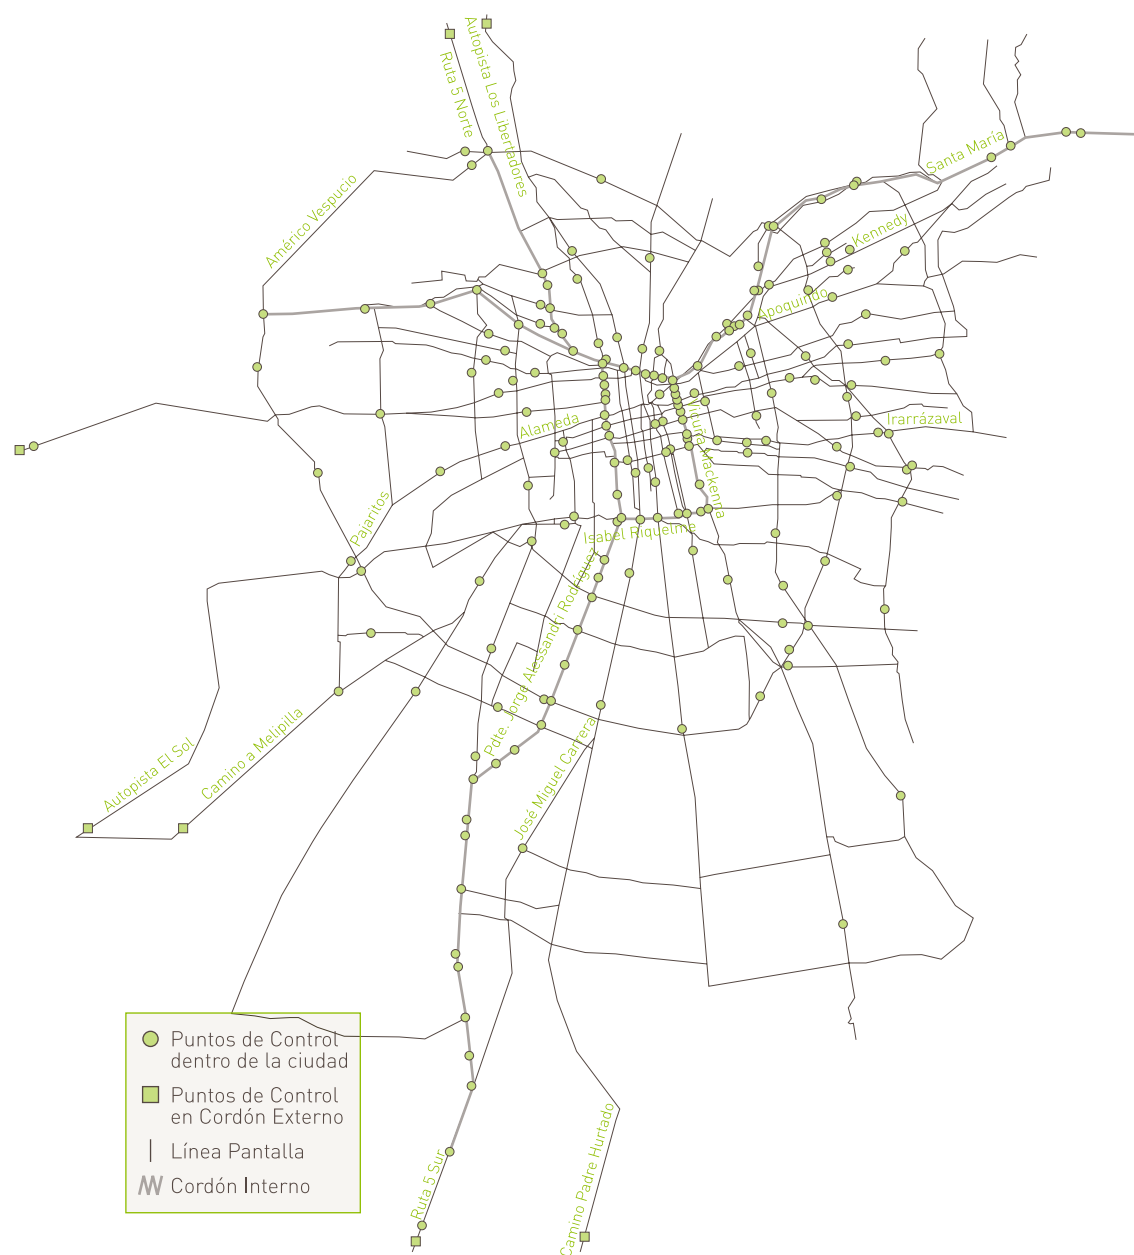 Autopista Los Libertadores
Ruta 5 Norte
Santa María
Américo Vespucio
Kennedy
Apoquindo
Alameda
Irarrázaval
Vicuña Mackenna
Pajaritos
Isabel Riquelme
Pdte. Jorge Alessandri Rodríguez
Autopista El Sol
Camino a Melipilla
José Miguel Carrera
Puntos de Control
dentro de la ciudad
Puntos de Control
en Cordón Externo
Línea Pantalla
Cordón Interno
Ruta 5 Sur
Camino Padre Hurtado